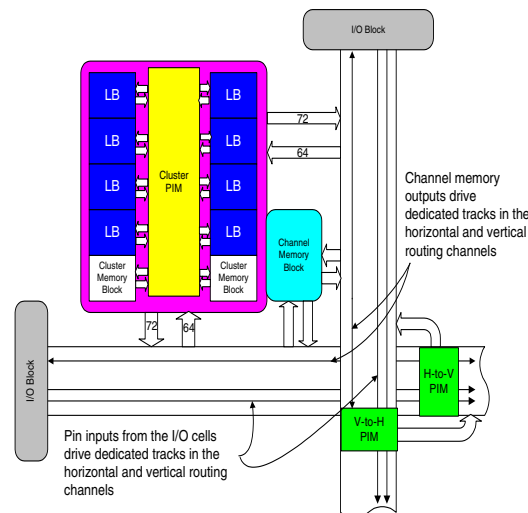 I/O Block
LB
LB
LB
LB
LB
LB
LB
LB
Cluster
PIM
Cluster
Memory
Block
Cluster
Memory
Block
72
64
Channel
Memory
Block
Channel memory
outputs drive
dedicated tracks in the
horizontal and vertical
routing channels
72
64
I/O Block
H-to-V
PIM
V-to-H
PIM
Pin inputs from the I/O cells
drive dedicated tracks in the
horizontal and vertical routing
channels